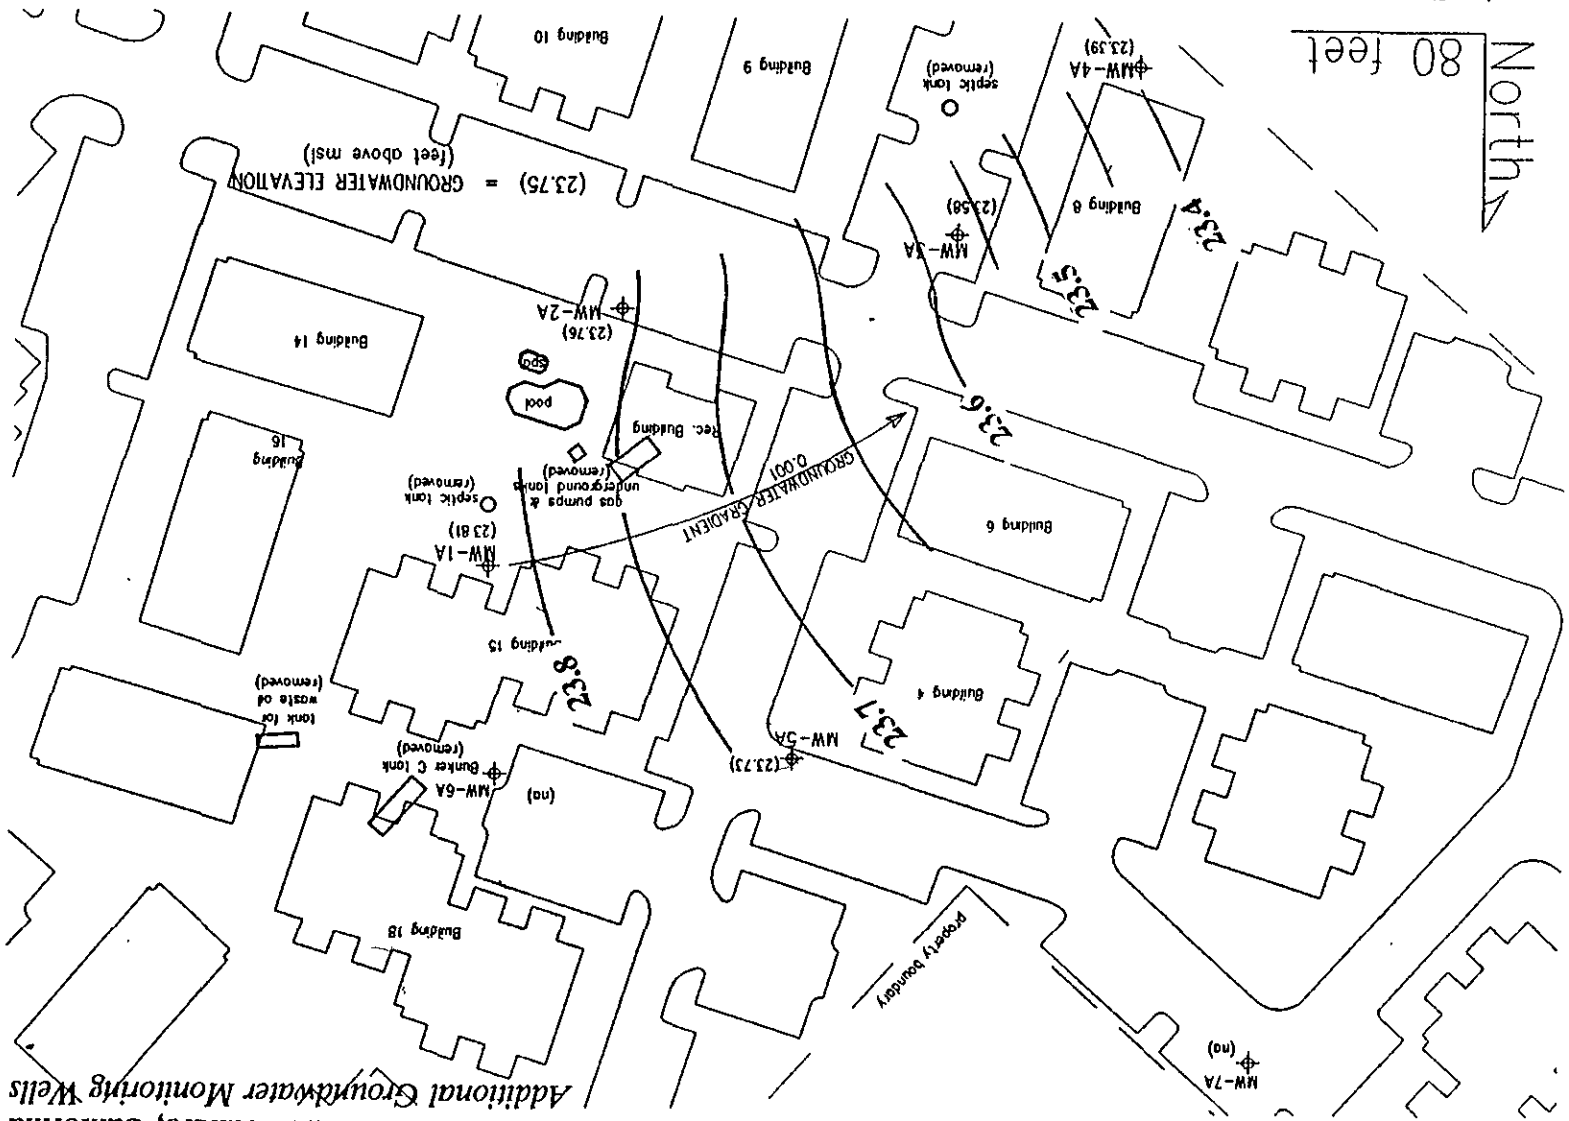 Additional Groundwater Monitoring Wells
MW-7A
(na)
property boundary
Building 18
MW-6A
(na)
Bunker C tank
(removed)
tank for
waste oil
(removed)
MW-5A
(23.73)
Building 4
23.7
23.8
Building 15
MW-1A
(23.81)
septic tank
(removed)
gas pumps &
underground tanks
(removed)
Building 6
GROUNDWATER GRADIENT
0.001
Building
16
Rec. Building
pool
spa
23.6
Building 14
MW-2A
(23.76)
23.5
MW-3A
(23.58)
23.4
Building 8
(23.75) = GROUNDWATER ELEVATION
(feet above msl)
septic tank
(removed)
MW-4A
(23.39)
Building 9
Building 10
North
80 feet